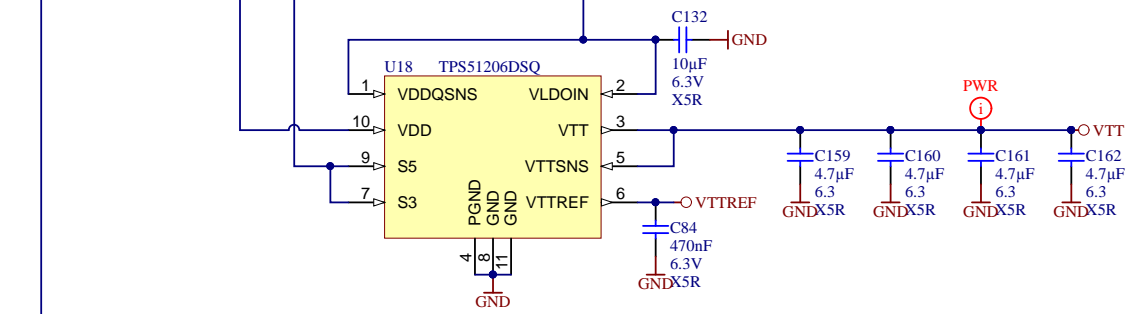 C132
GND
10µF
6.3V
X5R
U18 TPS51206DSQ
PWR
i
1 VDDQSNS VLDOIN 2
10 VDD VTT 3
VTT
9 S5 VTTSNS 5
7 S3 VTTREF 6
VTTREF
PGND
GND
GND
4
8
11
GND
C84
470nF
6.3V
X5R
GND
C159
4.7µF
6.3
X5R
GND
C160
4.7µF
6.3
X5R
GND
C161
4.7µF
6.3
X5R
GND
C162
4.7µF
6.3
X5R
GND